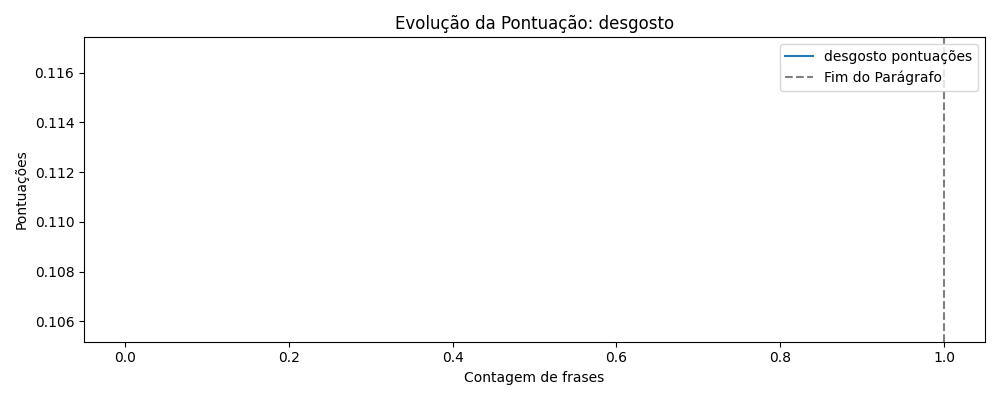 Evolução da Pontuação: desgosto
desgosto pontuações
Fim do Parágrafo
Pontuações
0.116
0.114
0.112
0.110
0.108
0.106
0.0 0.2 0.4 0.6 0.8 1.0
Contagem de frases